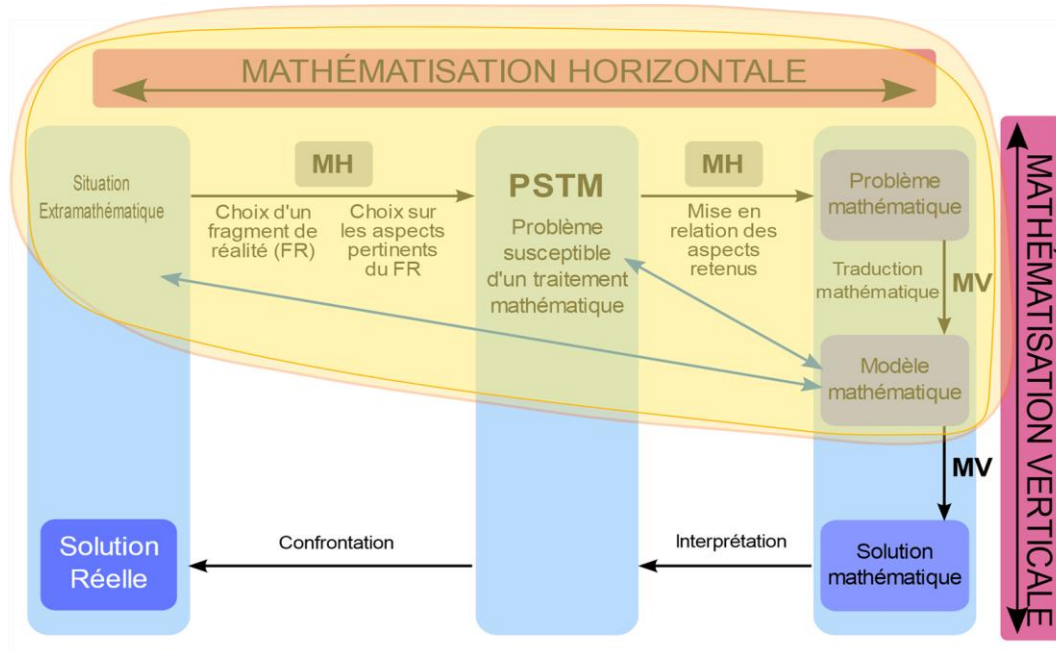 MATHÉMATISATION HORIZONTALE
Situation
Extramathématique
MH
Choix d'un
fragment de
réalité (FR)
Choix sur
les aspects
pertinents
du FR
PSTM
Problème
susceptible
d'un traitement
mathématique
MH
Mise en
relation des
aspects
retenus
Problème
mathématique
Traduction
mathématique
MV
Modèle
mathématique
MV
Solution
Réelle
Confrontation
Interprétation
Solution
mathématique
MATHÉMATISATION VERTICALE